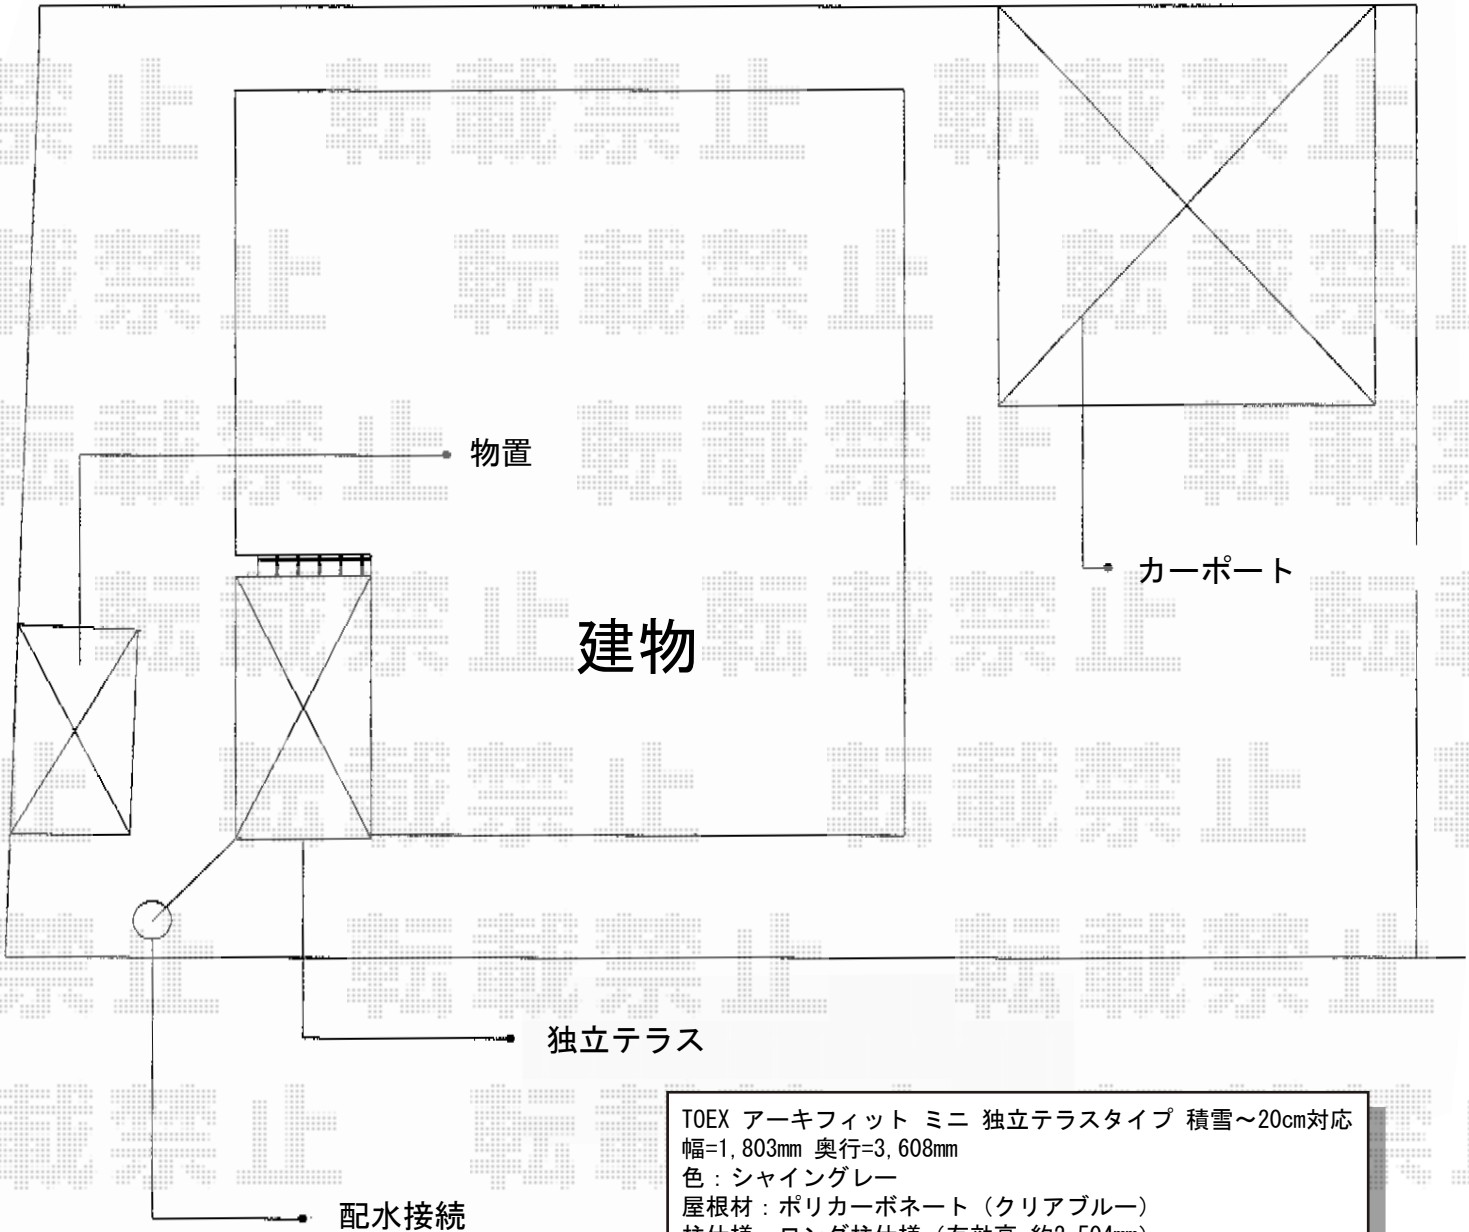 物置
カーポート
建物
独立テラス
配水接続
TOEX アーキフィット ミニ 独立テラスタイプ 積雪～20cm対応
幅=1,803mm 奥行=3,608mm
色：シャイングレー
屋根材：ポリカーボネート（クリアブルー）
転載禁止